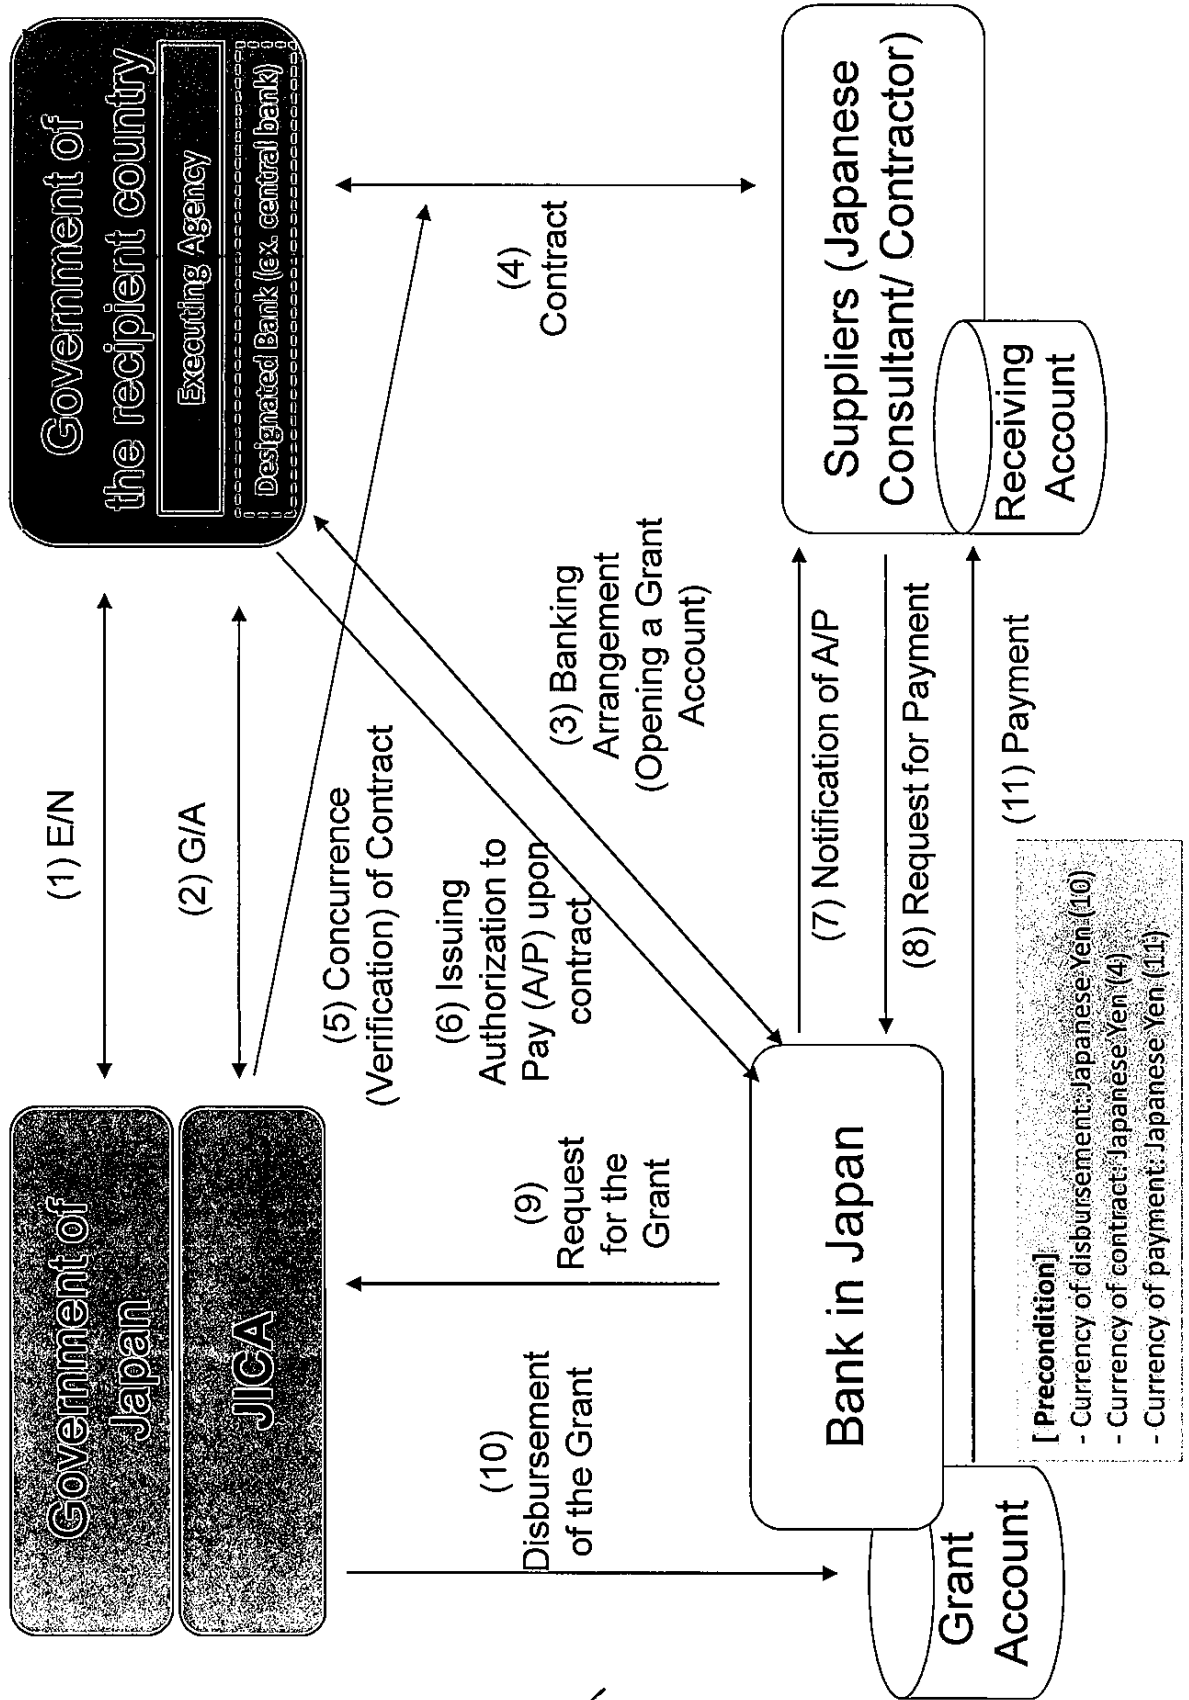 Government of
Japan
JICA
(1) E/N
(2) G/A
Government of
the recipient country
Executing Agency
Designated Bank (ex. central bank)
(5) Concurrence
(Verification) of Contract
(6) Issuing
Authorization to
Pay (A/P) upon
contract
(4)
Contract
(10)
Disbursement
of the Grant
(9)
Request
for the
Grant
(3) Banking
Arrangement
(Opening a Grant
Account)
Bank in Japan
Grant
Account
(7) Notification of A/P
(8) Request for Payment
(11) Payment
Suppliers (Japanese
Consultant/ Contractor)
Receiving
Account
[ Precondition]
- Currency of disbursement: Japanese Yen (10)
- Currency of contract: Japanese Yen (4)
- Currency of payment: Japanese Yen (11)